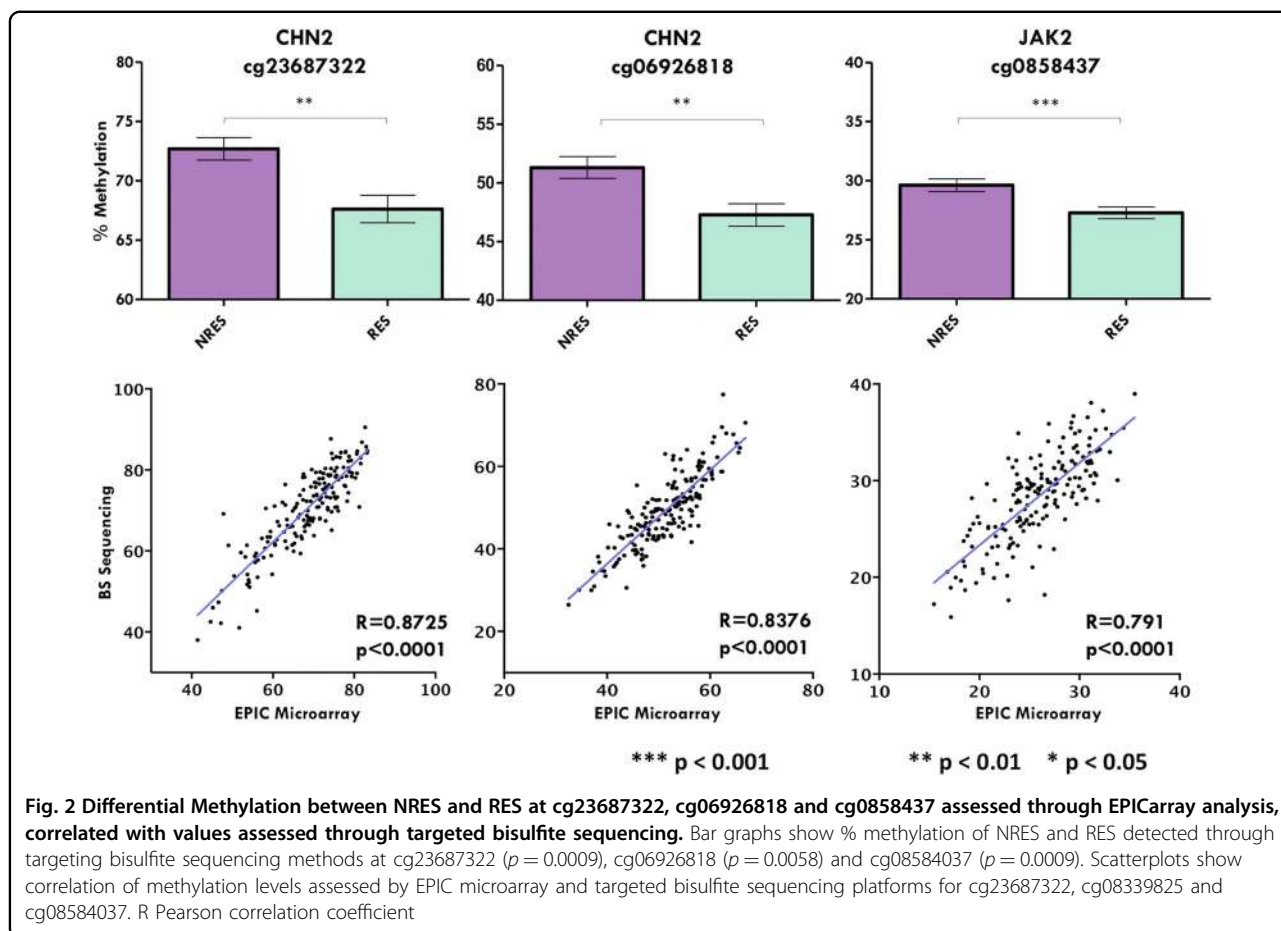 CHN2
cg23687322
CHN2
cg06926818
JAK2
cg0858437
80
75
70
65
60
% Methylation
**
NRES
RES
60
55
50
45
40
**
NRES
RES
40
35
30
25
20
***
NRES
RES
100
80
60
40
BS Sequencing
R=0.8725
p<0.0001
40
60
80
100
EPIC Microarray
80
60
40
20
R=0.8376
p<0.0001
20
40
60
80
EPIC Microarray
40
30
20
10
R=0.791
p<0.0001
10
20
30
40
EPIC Microarray
*** p < 0.001
** p < 0.01
* p < 0.05
Fig. 2 Differential Methylation between NRES and RES at cg23687322, cg06926818 and cg0858437 assessed through EPICarray analysis,
correlated with values assessed through targeted bisulfite sequencing. Bar graphs show % methylation of NRES and RES detected through
targeting bisulfite sequencing methods at cg23687322 (p = 0.0009), cg06926818 (p = 0.0058) and cg08584037 (p = 0.0009). Scatterplots show
correlation of methylation levels assessed by EPIC microarray and targeted bisulfite sequencing platforms for cg23687322, cg08339825 and
cg08584037. R Pearson correlation coefficient